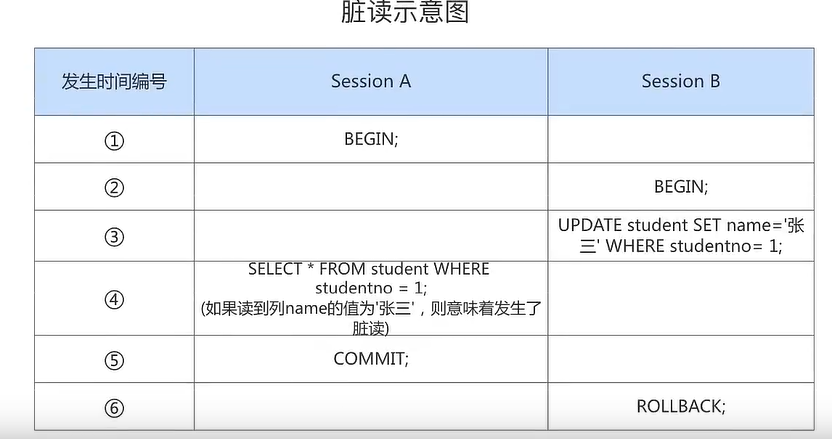 脏读示意图
发生时间编号 Session A Session B
① BEGIN;
② BEGIN;
③ UPDATE student SET name='张
三' WHERE studentno= 1;
④ SELECT * FROM student WHERE
studentno = 1;
(如果读到列name的值为'张三'，则意味着发生了
脏读)
⑤ COMMIT;
⑥ ROLLBACK;